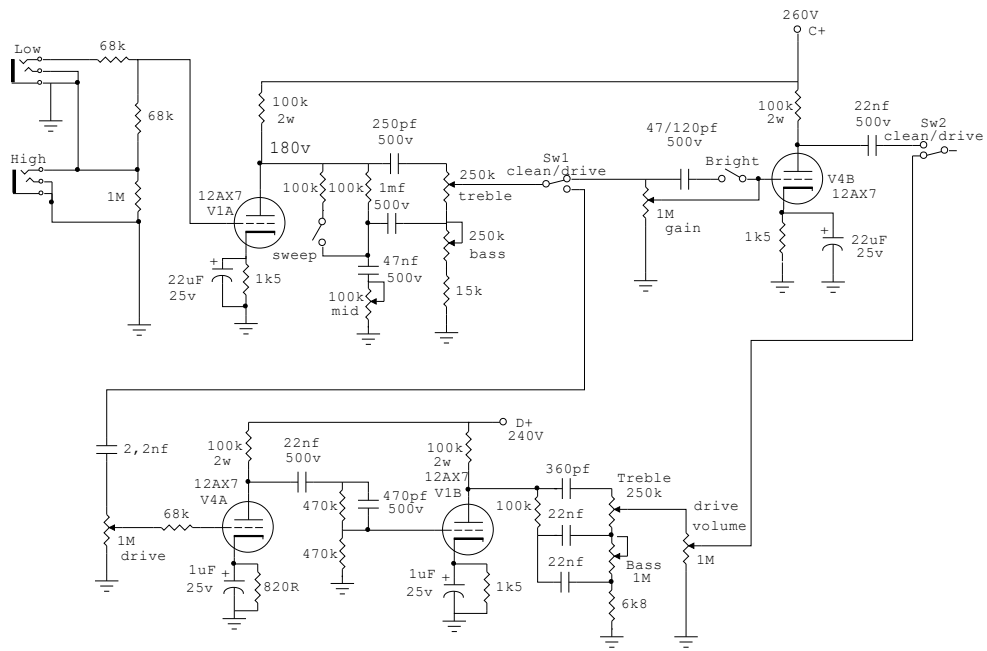 260V
C+
Low
68k
68k
High
1M
100k
2w
180v
12AX7
V1A
22uF
25v
1k5
100k
100k
sweep
250pf
500v
1mf
500v
47nf
500v
100k
mid
250k
treble
250k
bass
15k
Sw1
clean/drive
47/120pf
500v
Bright
1M
gain
100k
2w
22nf
500v
Sw2
clean/drive
V4B
12AX7
1k5
22uF
25v
2,2nf
1M
drive
68k
100k
2w
12AX7
V4A
1uF
25v
820R
22nf
500v
470k
470pf
500v
470k
D+
240V
100k
2w
12AX7
V1B
1uF
25v
1k5
360pf
100k
22nf
22nf
Treble
250k
Bass
1M
6k8
drive
volume
1M
+
+
+
+